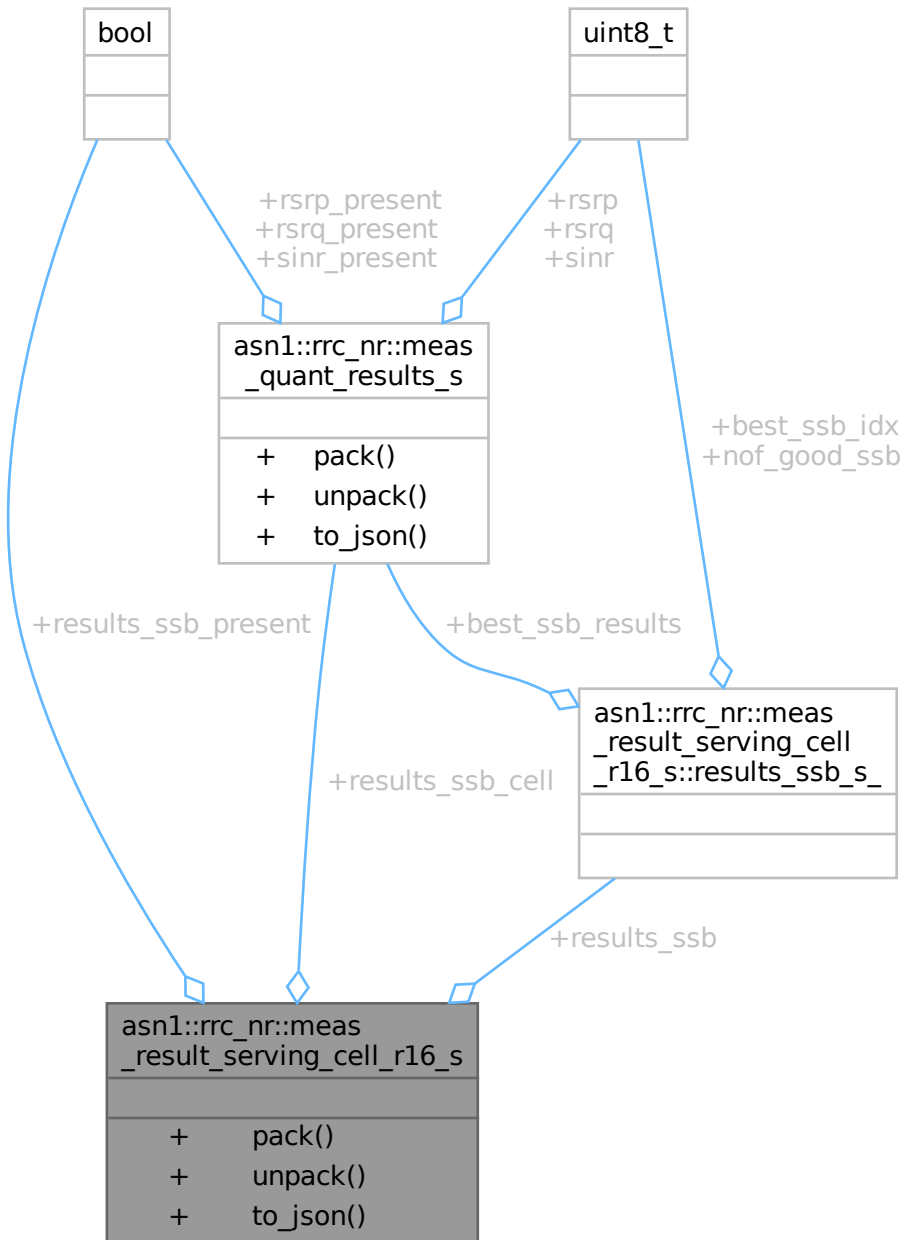 bool
uint8_t
+rsrp_present
+rsrq_present
+sinr_present
+rsrp
+rsrq
+sinr
asn1::rrc_nr::meas
_quant_results_s
+ pack()
+ unpack()
+ to_json()
+best_ssb_idx
+nof_good_ssb
+results_ssb_present
+best_ssb_results
asn1::rrc_nr::meas
_result_serving_cell
_r16_s::results_ssb_s_
+results_ssb_cell
+results_ssb
asn1::rrc_nr::meas
_result_serving_cell_r16_s
+ pack()
+ unpack()
+ to_json()